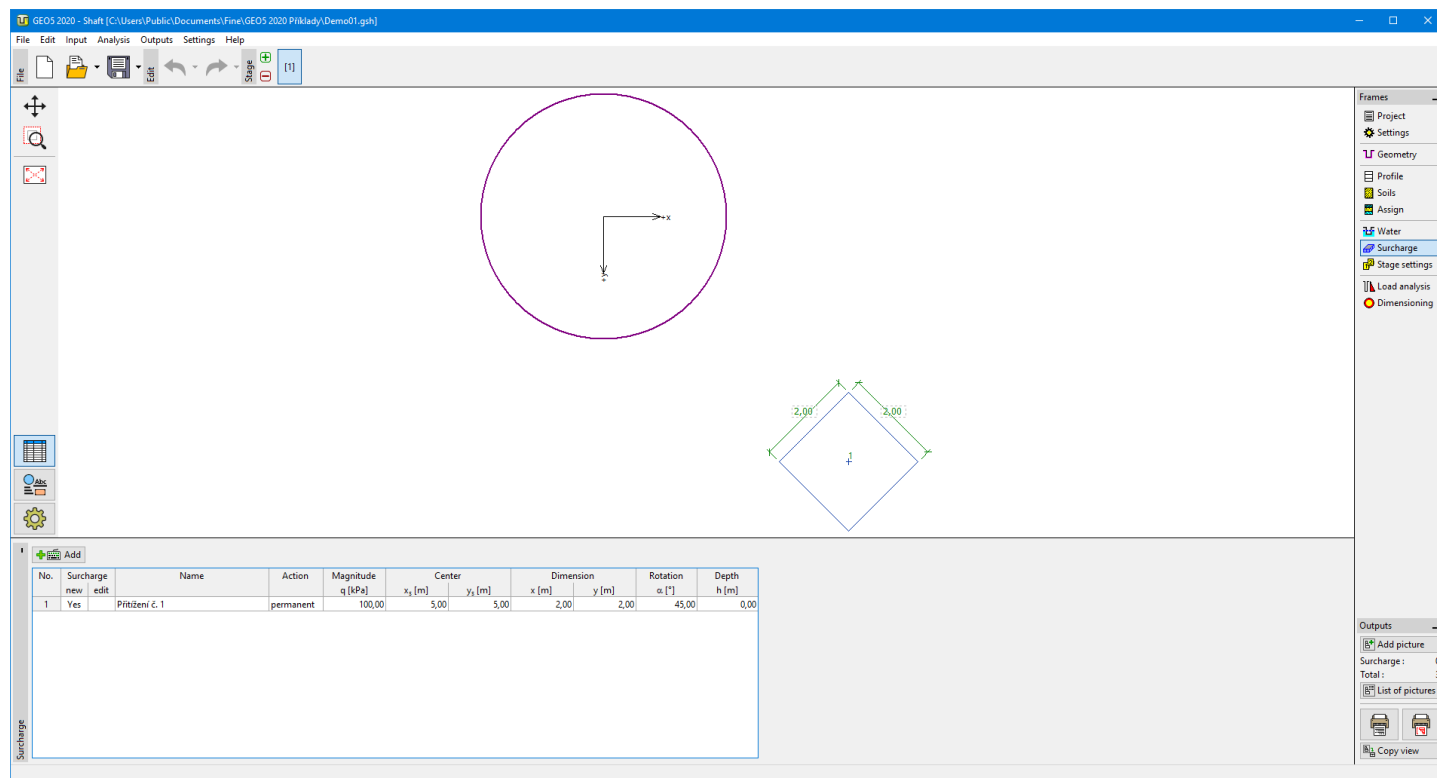 GEO5 2020 - Shaft [C:\Users\Public\Documents\Fine\GEO5 2020 Příklady\Demo01.gsh]
File Edit Input Analysis Outputs Settings Help
File
Edit
Stage
[1]
Frames
Project
Settings
Geometry
Profile
Soils
Assign
Water
Surcharge
Stage settings
Load analysis
Dimensioning
+x
+y
2,00
2,00
1
Abc
Add
No. Surcharge Name Action Magnitude Center Dimension Rotation Depth
new edit q [kPa] xs [m] ys [m] x [m] y [m] α [°] h [m]
1 Yes Přitížení č. 1 permanent 100,00 5,00 5,00 2,00 2,00 45,00 0,00
Surcharge
Outputs
Add picture
Surcharge :
Total :
List of pictures
Copy view